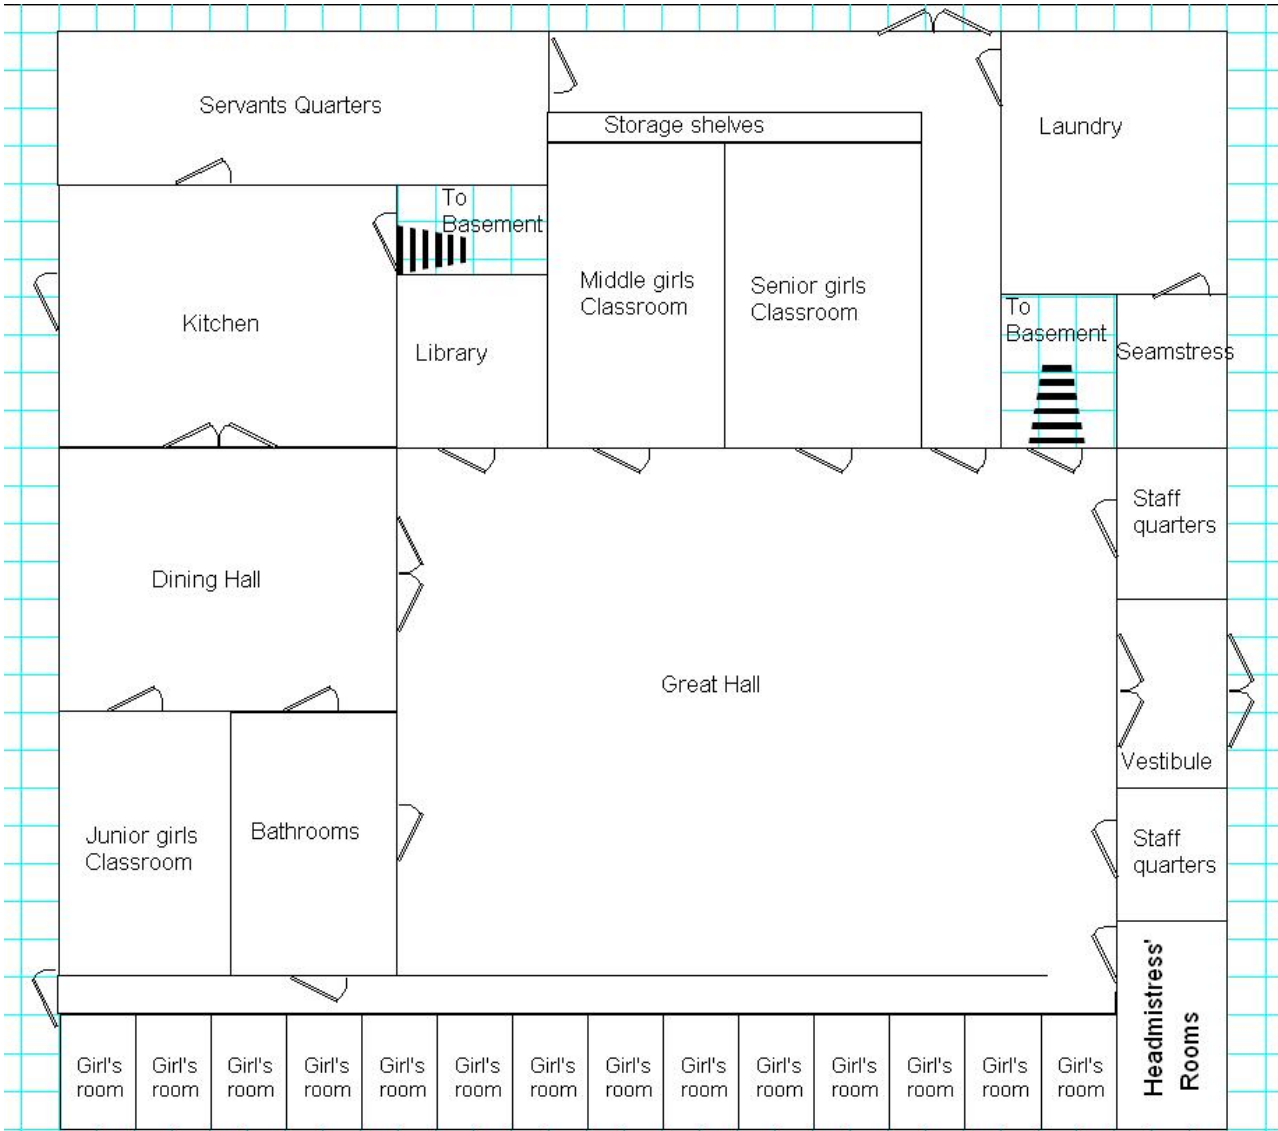 Servants Quarters
Storage shelves
Laundry
To
Basement
Middle girls
Classroom
Senior girls
Classroom
Kitchen
Library
To
Basement
Seamstress
Staff
quarters
Dining Hall
Great Hall
Vestibule
Junior girls
Classroom
Bathrooms
Staff
quarters
Headmistress'
Rooms
Girl's
room
Girl's
room
Girl's
room
Girl's
room
Girl's
room
Girl's
room
Girl's
room
Girl's
room
Girl's
room
Girl's
room
Girl's
room
Girl's
room
Girl's
room
Girl's
room